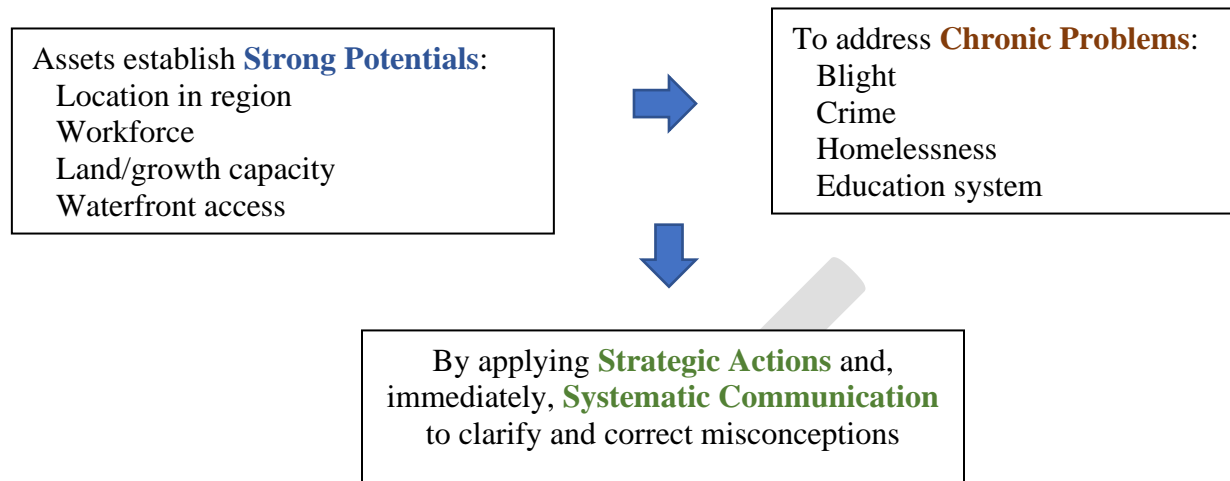 Assets establish Strong Potentials:
Location in region
Workforce
Land/growth capacity
Waterfront access
To address Chronic Problems:
Blight
Crime
Homelessness
Education system
By applying Strategic Actions and,
immediately, Systematic Communication
to clarify and correct misconceptions